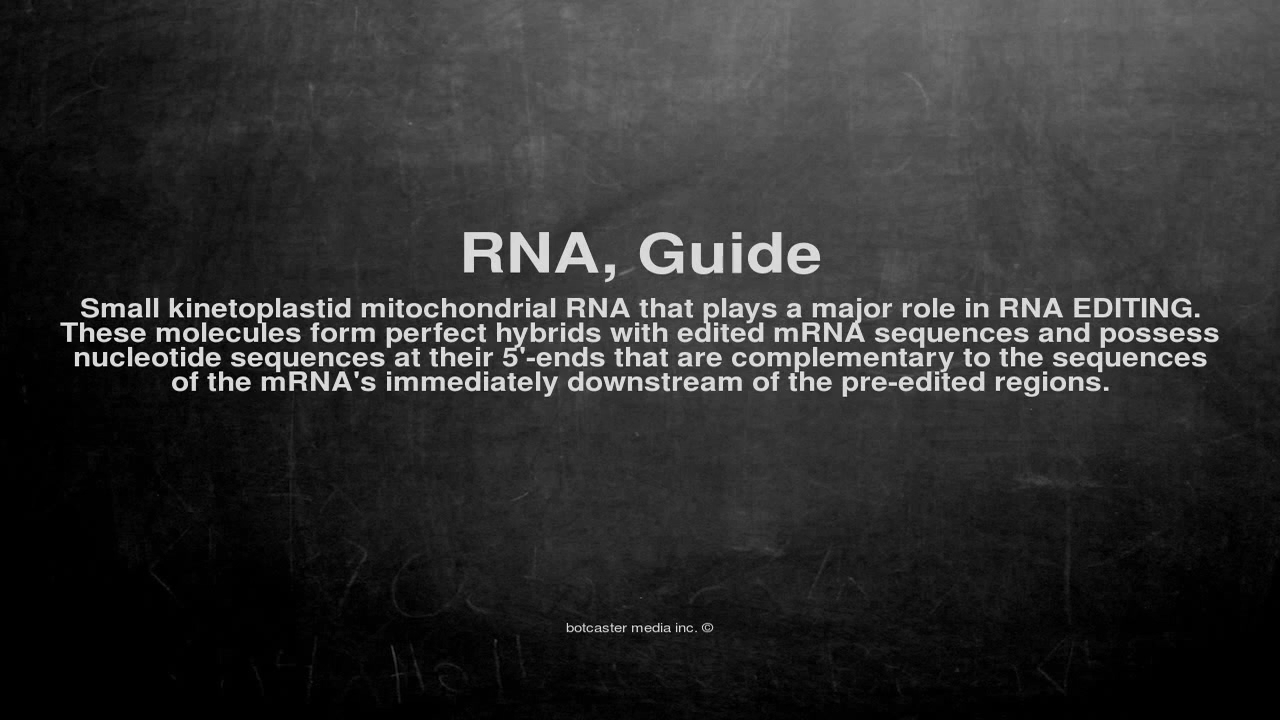 RNA, Guide
Small kinetoplastid mitochondrial RNA that plays a major role in RNA EDITING.
These molecules form perfect hybrids with edited mRNA sequences and possess
nucleotide sequences at their 5'-ends that are complementary to the sequences
of the mRNA's immediately downstream of the pre-edited regions.
botcaster media inc. ©